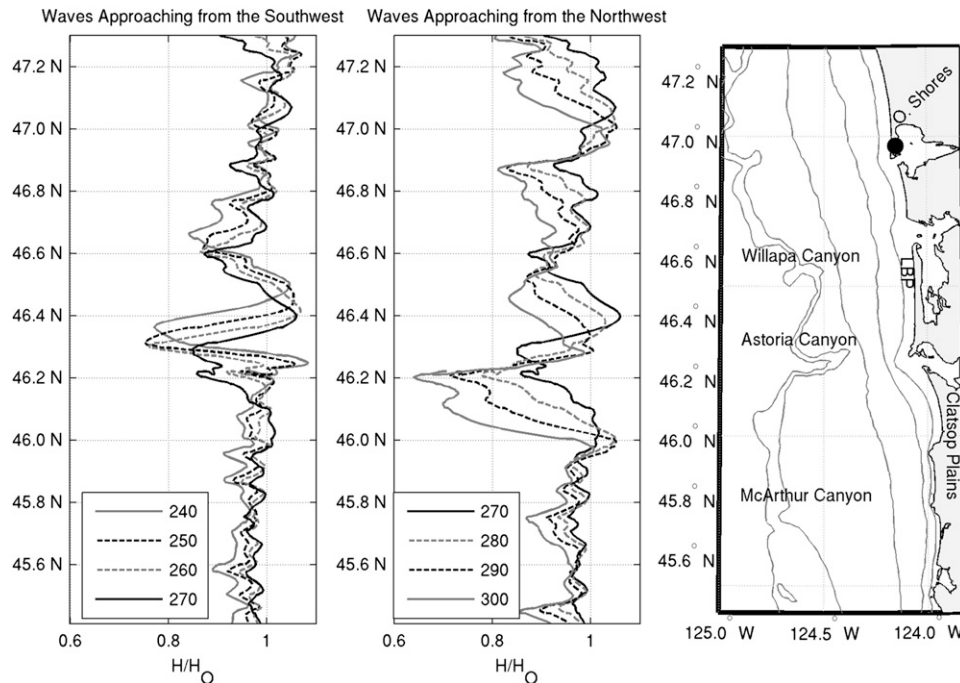 Waves Approaching from the Southwest
Waves Approaching from the Northwest
47.2 N
47.0 N
46.8 N
46.6 N
46.4 N
46.2 N
46.0 N
45.8 N
45.6 N
240
250
260
270
0.6
0.8
1
H/H_O
47.2 N
47.0 N
46.8 N
46.6 N
46.4 N
46.2 N
46.0 N
45.8 N
45.6 N
270
280
290
300
0.6
0.8
1
H/H_O
47.2° N
47.0° N
46.8° N
46.6° N
46.4° N
46.2° N
46.0° N
45.8° N
45.6° N
O. Shores
Willapa Canyon
LBP
Astoria Canyon
Clatsop Plains
McArthur Canyon
125.0° W
124.5° W
124.0° W